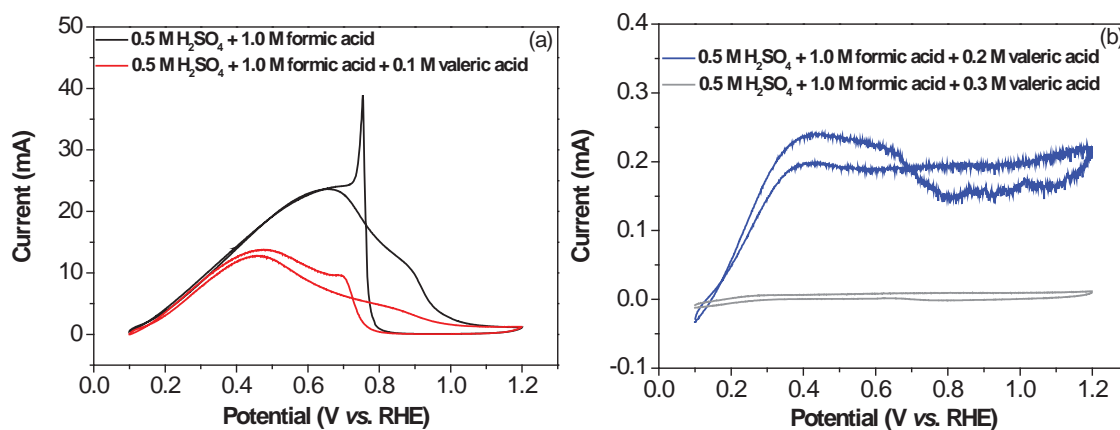 (a)
0.5 M H₂SO₄ + 1.0 M formic acid
0.5 M H₂SO₄ + 1.0 M formic acid + 0.1 M valeric acid
50
40
30
20
10
0
Current (mA)
0.0 0.2 0.4 0.6 0.8 1.0 1.2
Potential (V vs. RHE)
(b)
0.5 M H₂SO₄ + 1.0 M formic acid + 0.2 M valeric acid
0.5 M H₂SO₄ + 1.0 M formic acid + 0.3 M valeric acid
0.4
0.3
0.2
0.1
0.0
-0.1
Current (mA)
0.0 0.2 0.4 0.6 0.8 1.0 1.2
Potential (V vs. RHE)